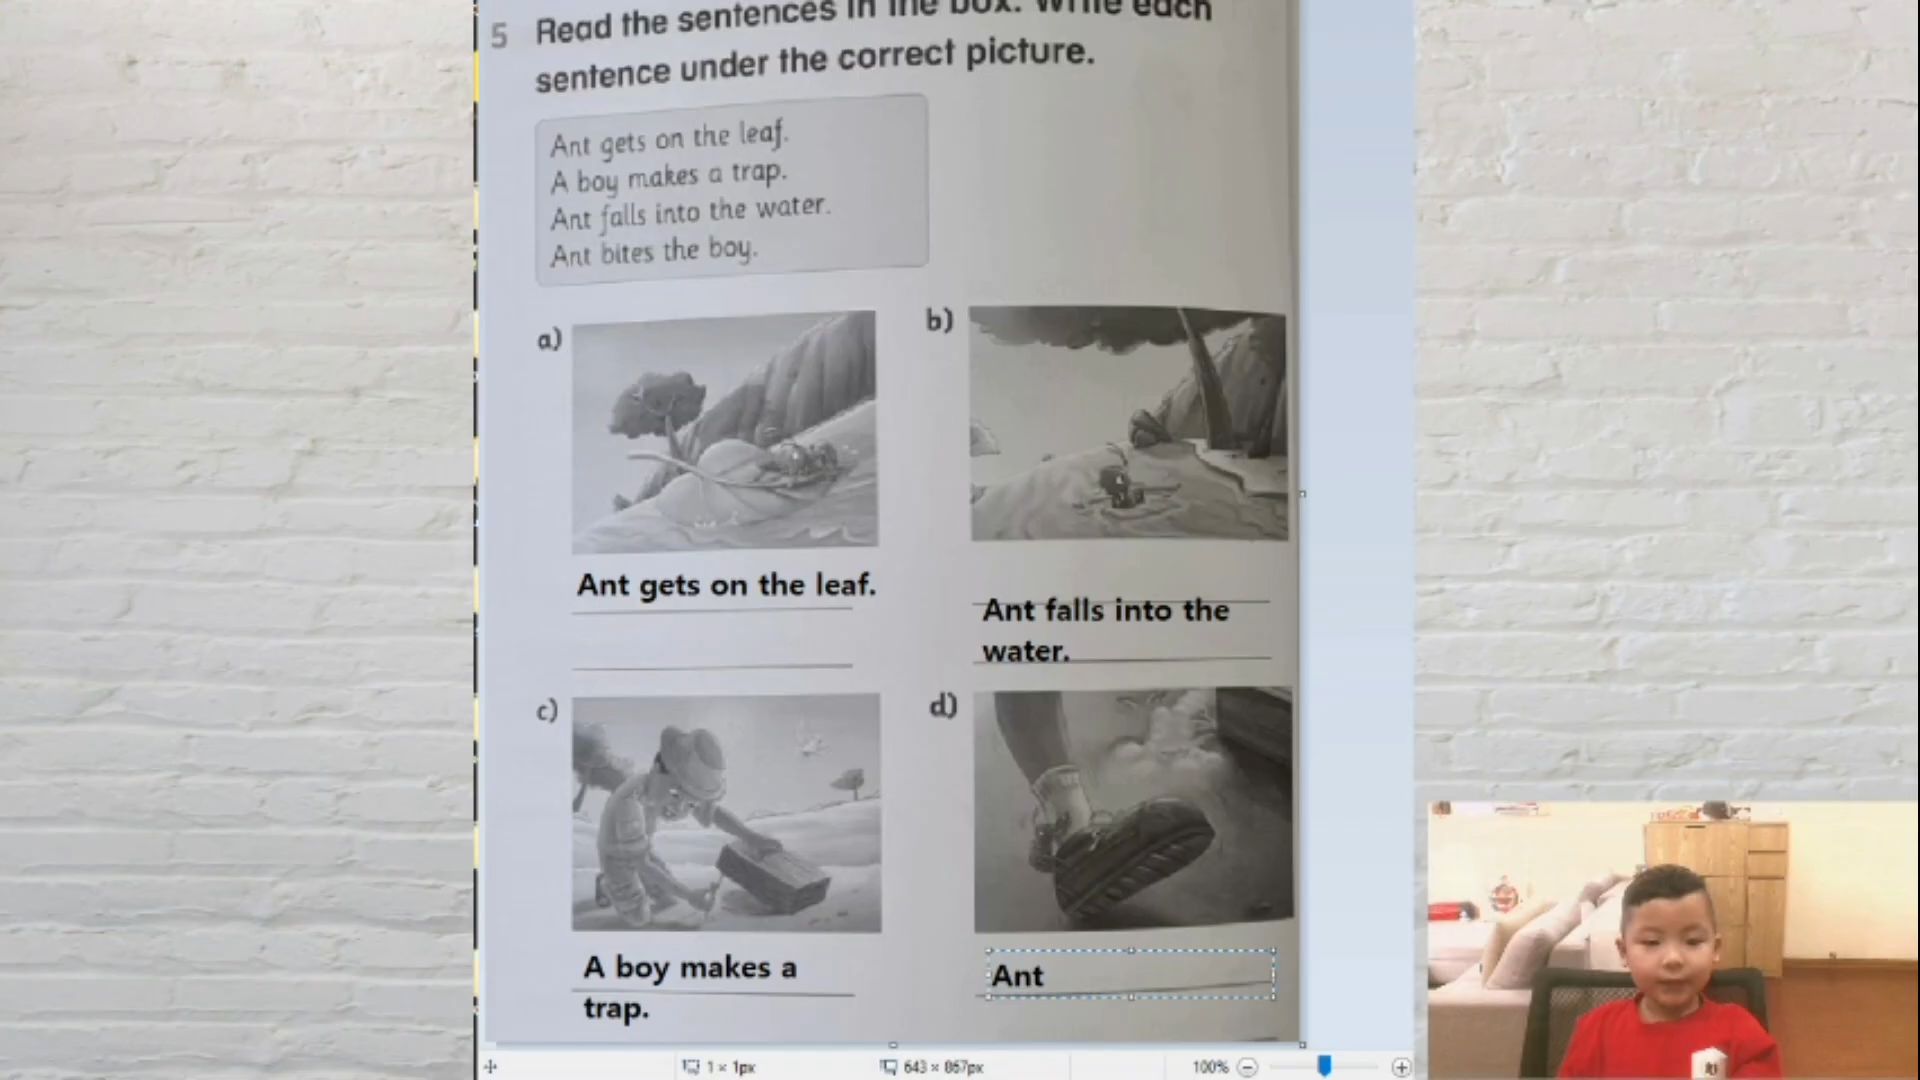 5 Read the sentences in the box. Write each
sentence under the correct picture.
Ant gets on the leaf.
A boy makes a trap.
Ant falls into the water.
Ant bites the boy.
a)
b)
Ant gets on the leaf.
Ant falls into the
water.
c)
d)
A boy makes a
trap.
Ant
1 × 1px
643 × 867px
100%